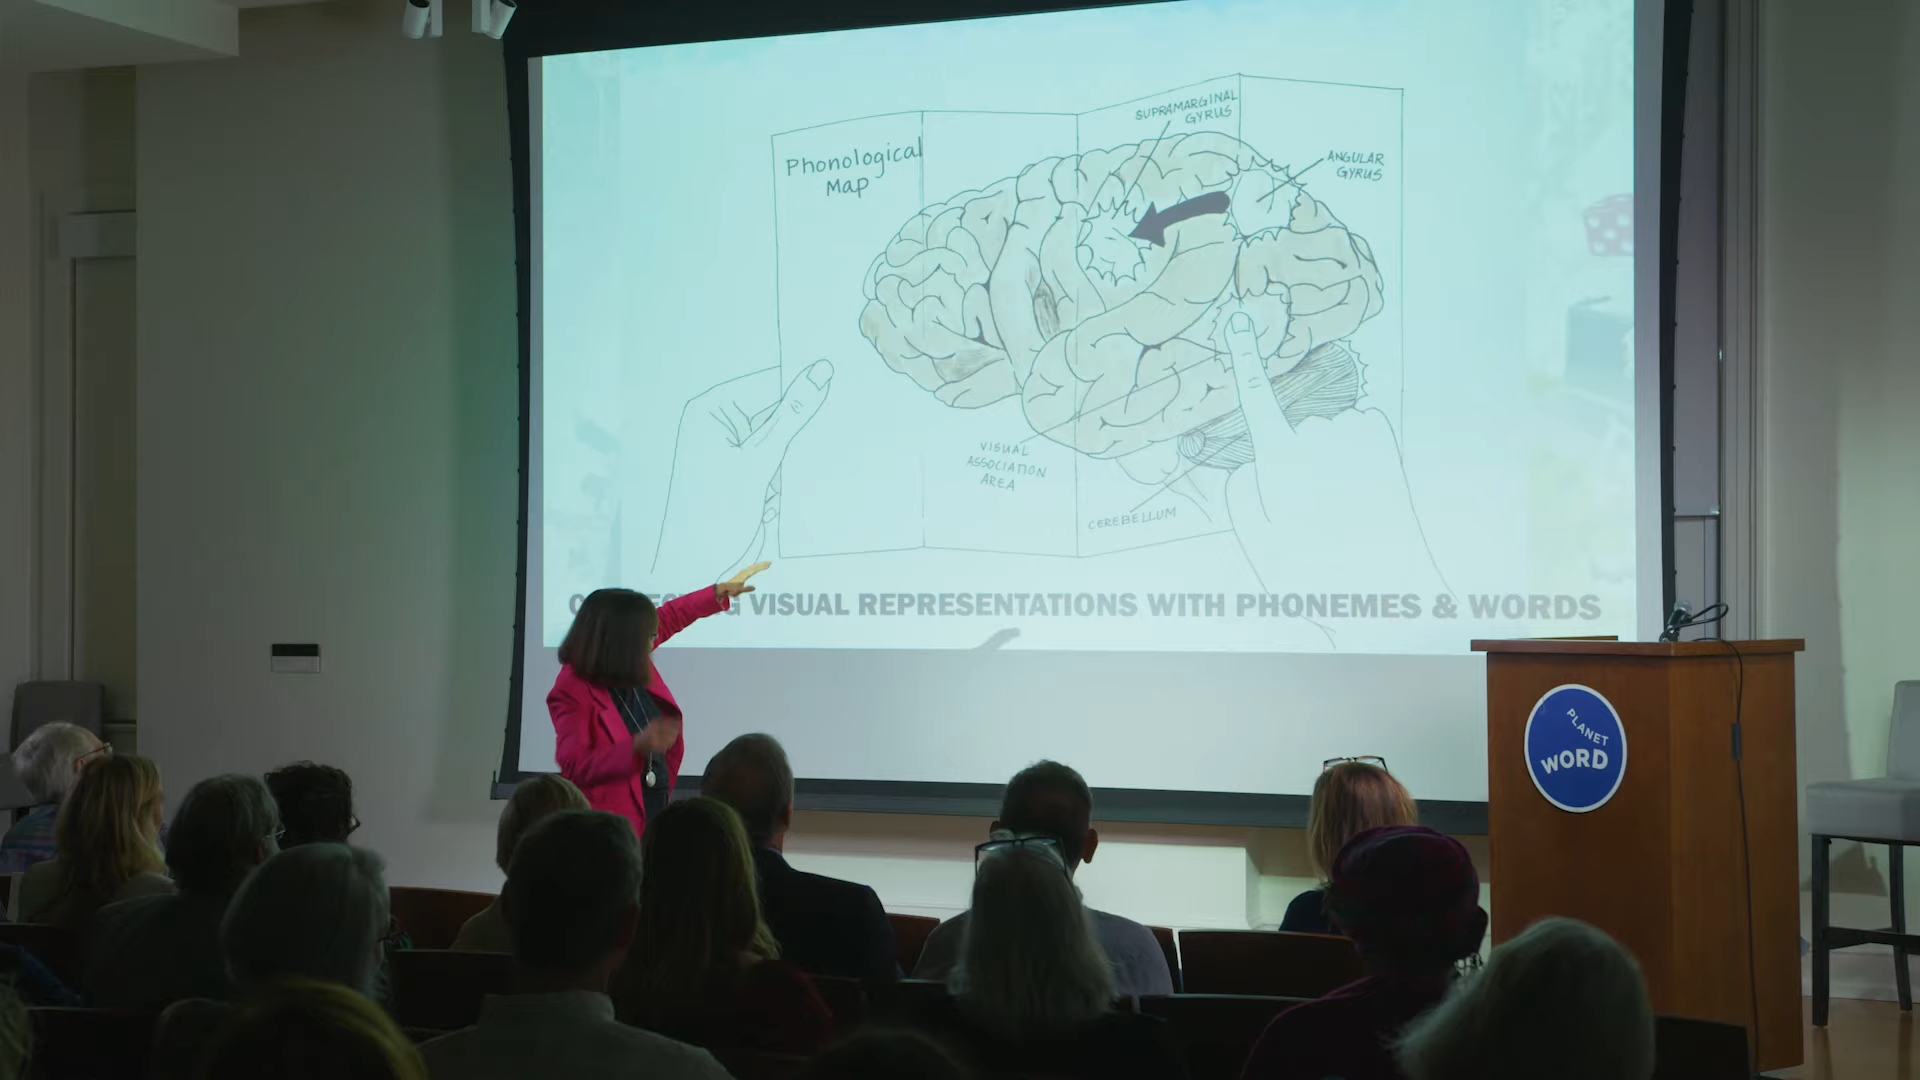 SUPRAMARGINAL
GYRUS
Phonological
Map
ANGULAR
GYRUS
VISUAL
ASSOCIATION
AREA
CEREBELLUM
VISUAL REPRESENTATIONS WITH PHONEMES & WORDS
PLANET
WORD